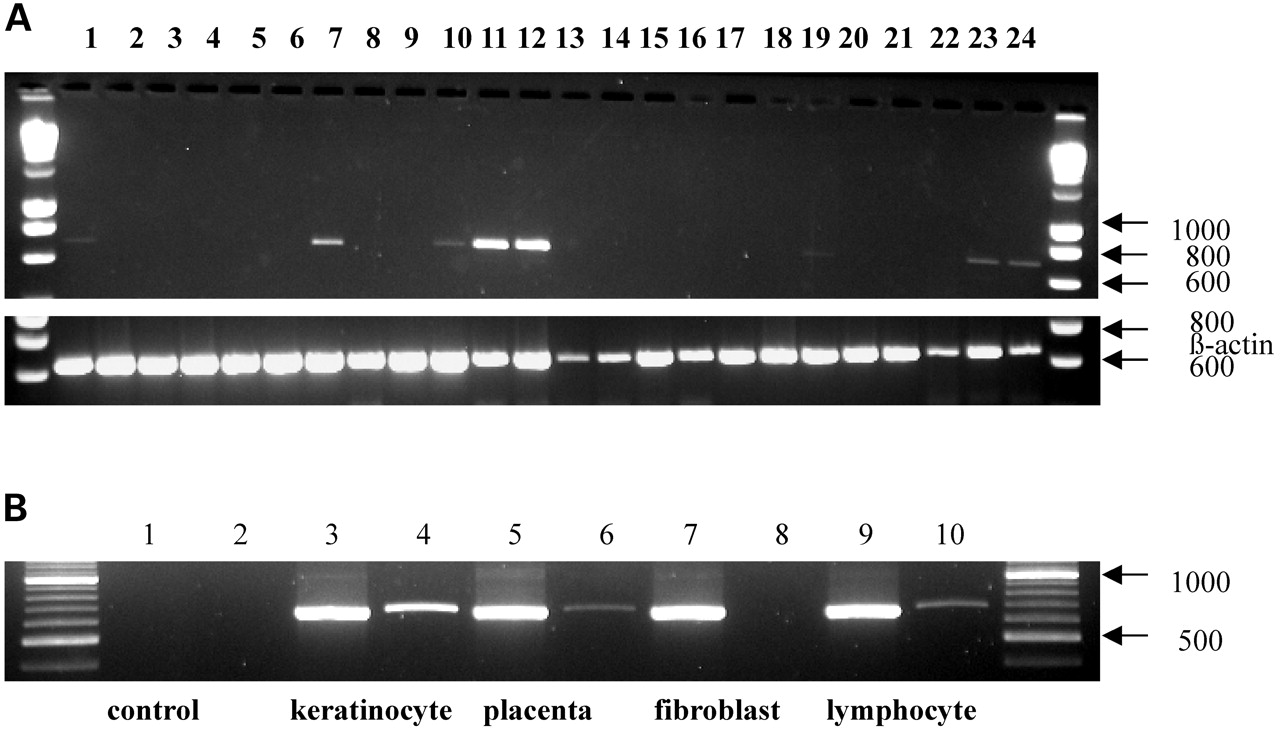 A
1 2 3 4 5 6 7 8 9 10 11 12 13 14 15 16 17 18 19 20 21 22 23 24
1000
800
600
800
ß-actin
600
B
1 2 3 4 5 6 7 8 9 10
1000
500
control keratinocyte placenta fibroblast lymphocyte